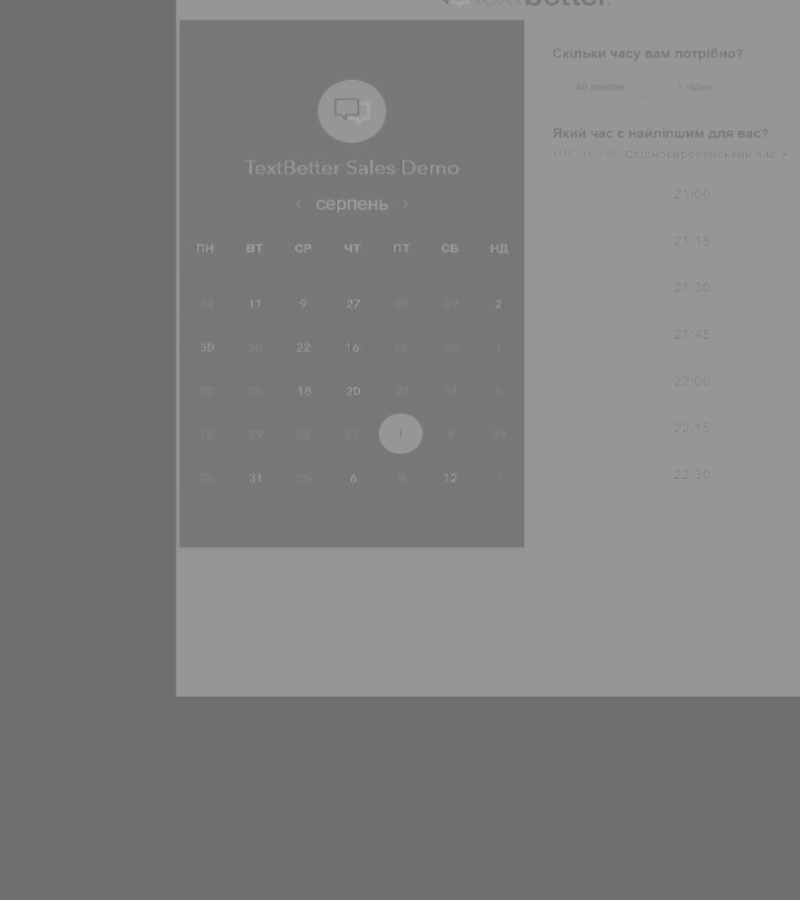 textbetter.
TextBetter Sales Demo
‹ серпень ›
ПН ВТ СР ЧТ ПТ СБ НД
11 9 27 20 29 2
30 30 22 16 16 30 1
20 25 18 20 22 14 1
18 29 25 23 1 9 19
24 31 25 6 9 12 7
Скільки часу вам потрібно?
40 хвилин 1 годин
Який час є найліпшим для вас?
UTC +03:00 Східноєвропейський час
21:00
21:15
21:30
21:45
22:00
22:15
22:30